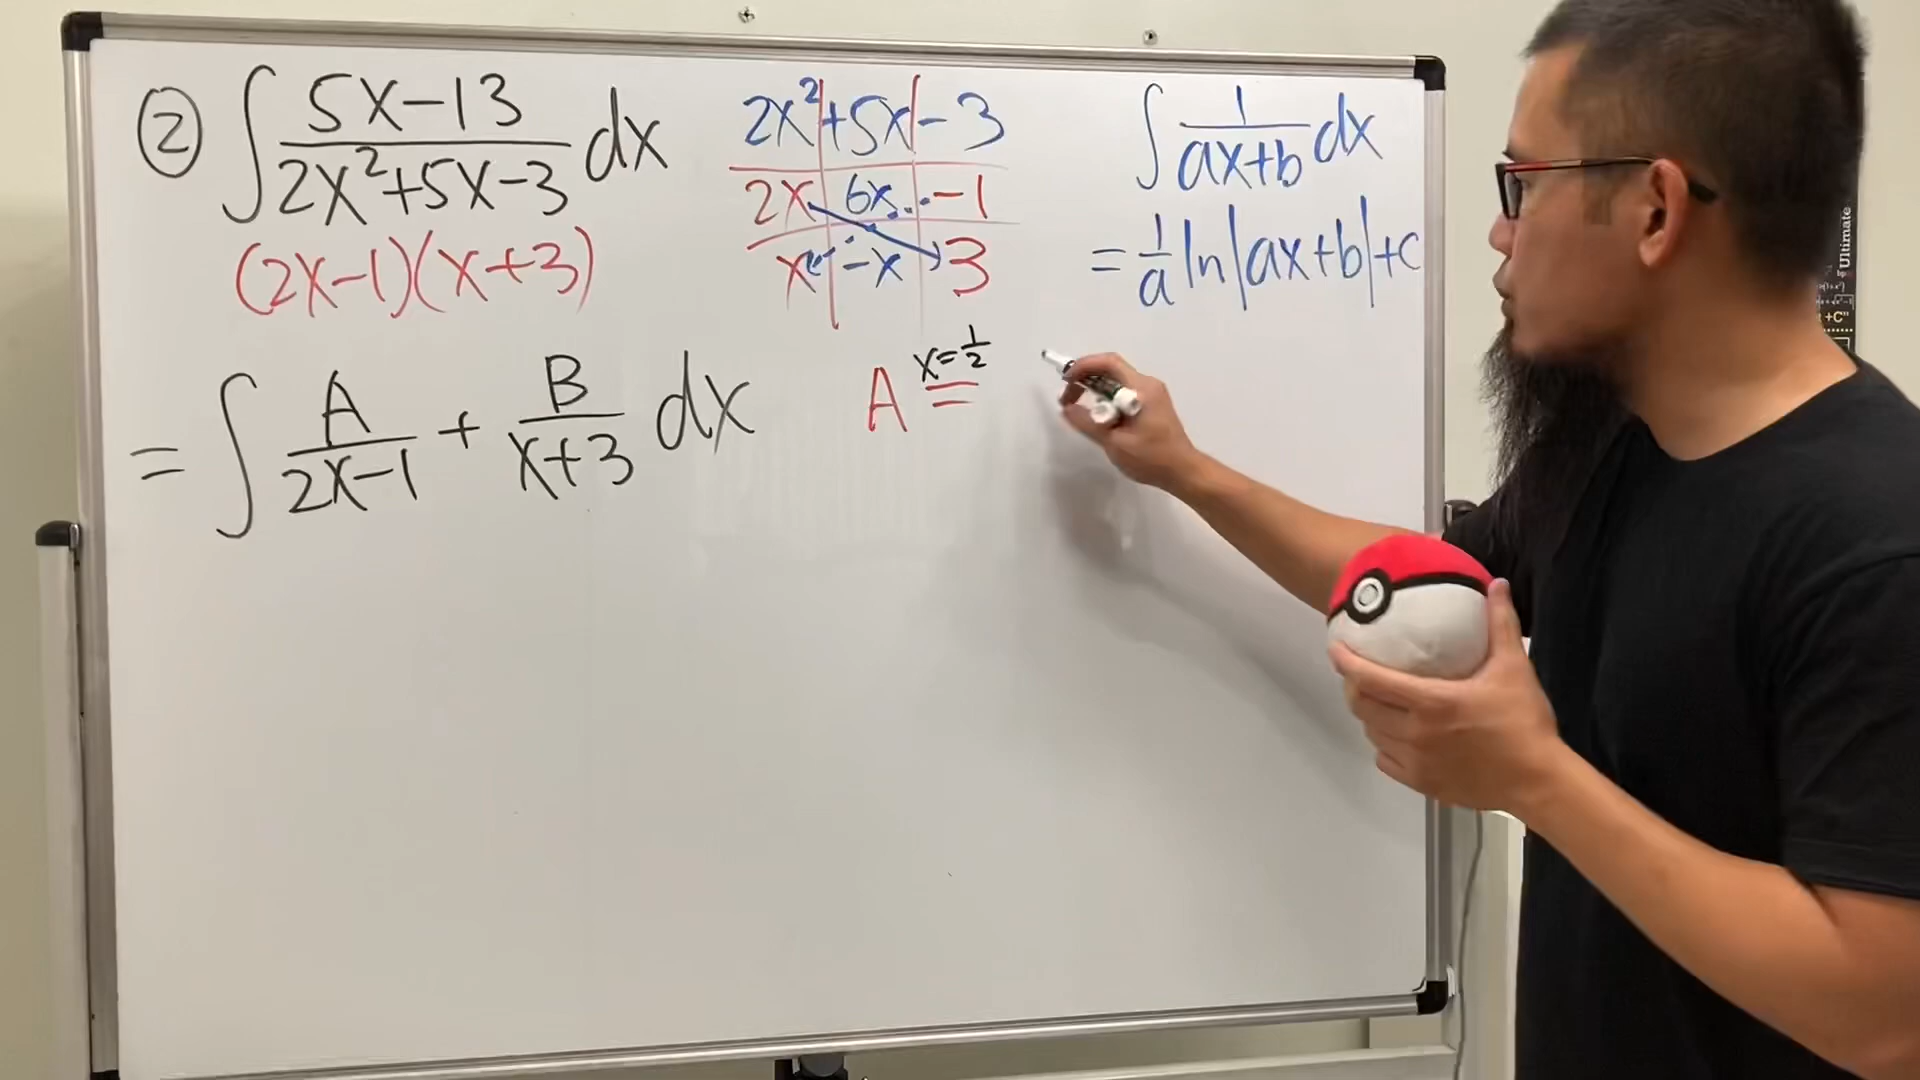 ② ∫ (5x-13)/(2x²+5x-3) dx
(2x-1)(x+3)
= ∫ A/(2x-1) + B/(x+3) dx
2x²+5x-3
2x 6x -1
x -x 3
A = x=1/2
∫ 1/(ax+b) dx
= 1/a ln|ax+b|+c
Ultimate
+C"